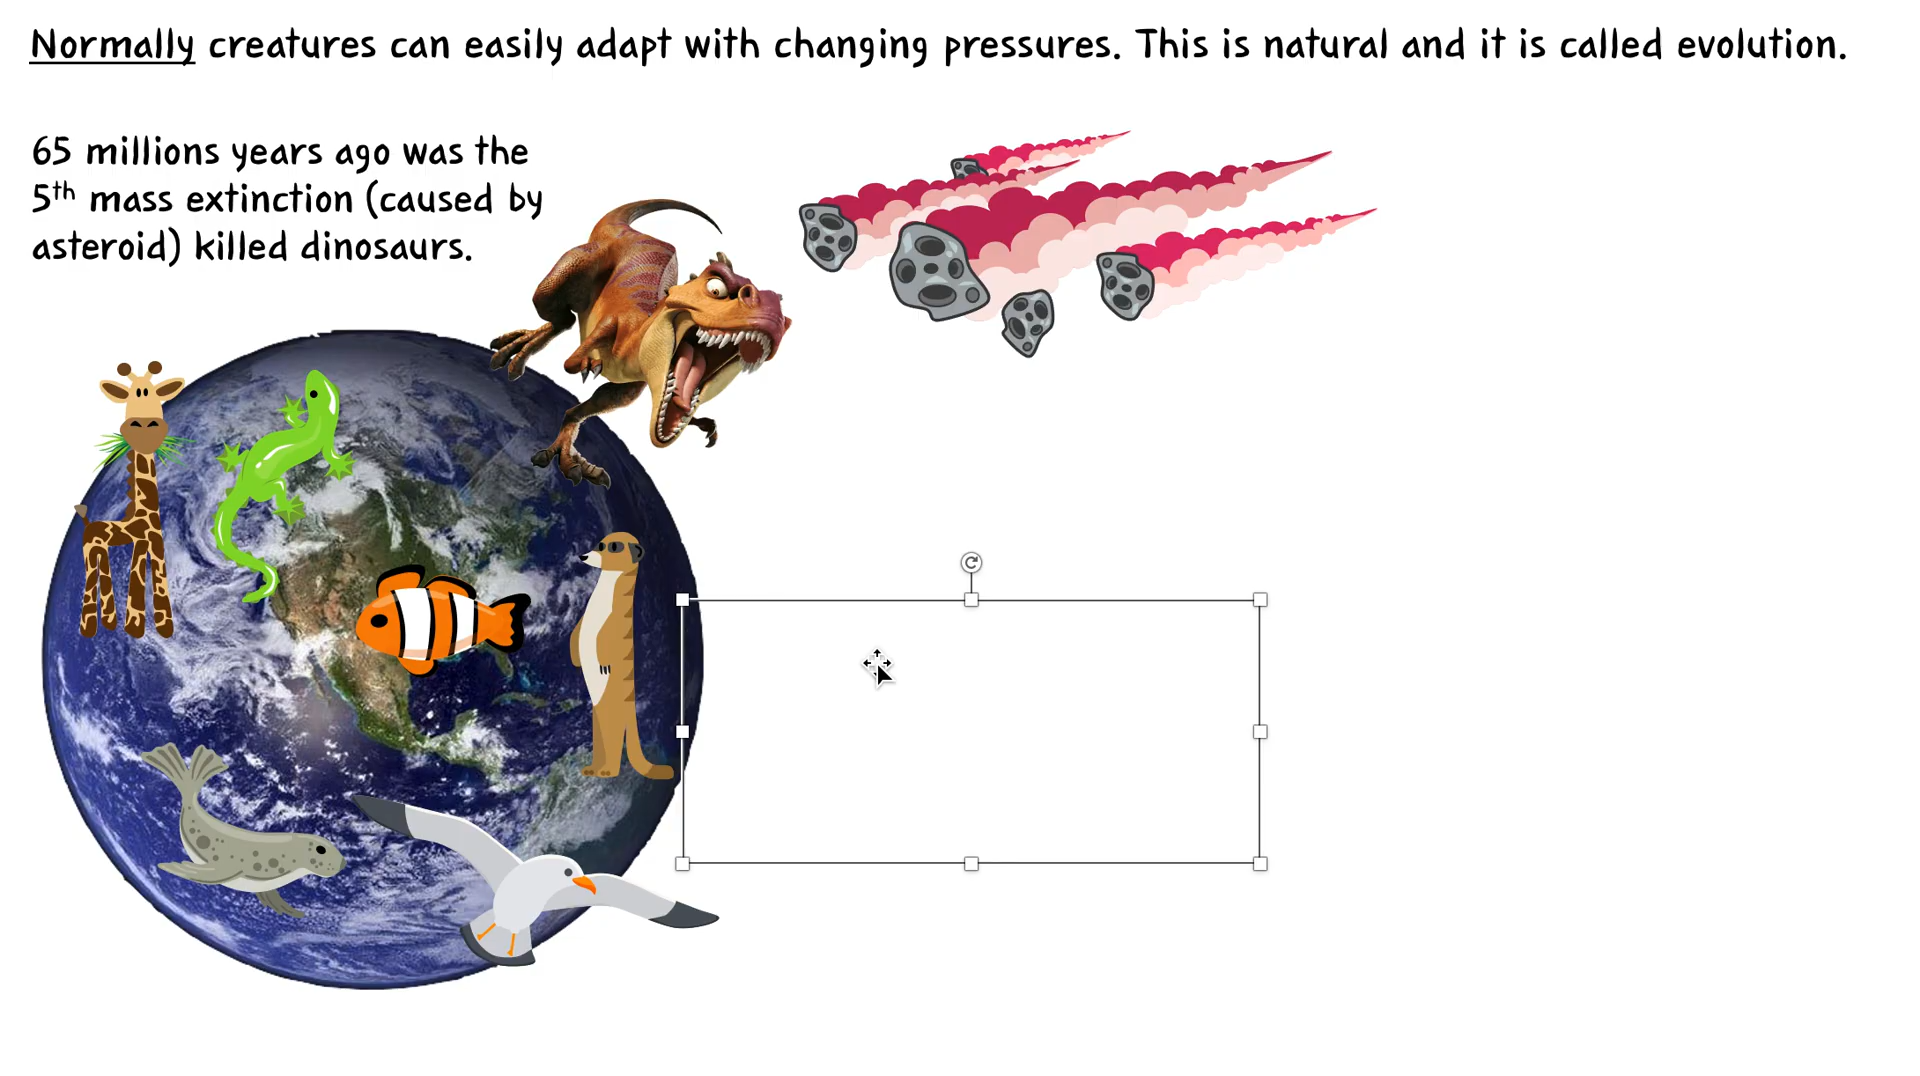 Normally creatures can easily adapt with changing pressures. This is natural and it is called evolution.
65 millions years ago was the
5th mass extinction (caused by
asteroid) killed dinosaurs.